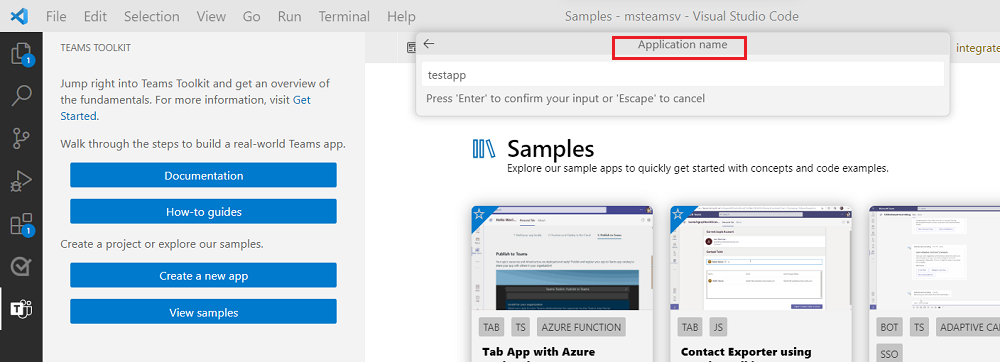 File Edit Selection View Go Run Terminal Help Samples - msteamsv - Visual Studio Code
TEAMS TOOLKIT
Jump right into Teams Toolkit and get an overview
of the fundamentals. For more information, visit Get
Started.
Walk through the steps to build a real-world Teams app.
Documentation
How-to guides
Create a project or explore our samples.
Create a new app
View samples
1
1
Application name
integrate
testapp
Press 'Enter' to confirm your input or 'Escape' to cancel
Samples
Explore our sample apps to quickly get started with concepts and code examples.
Publish to Teams
TAB TS AZURE FUNCTION
Tab App with Azure
TAB JS
Contact Exporter using
BOT TS ADAPTIVE CA
SSO